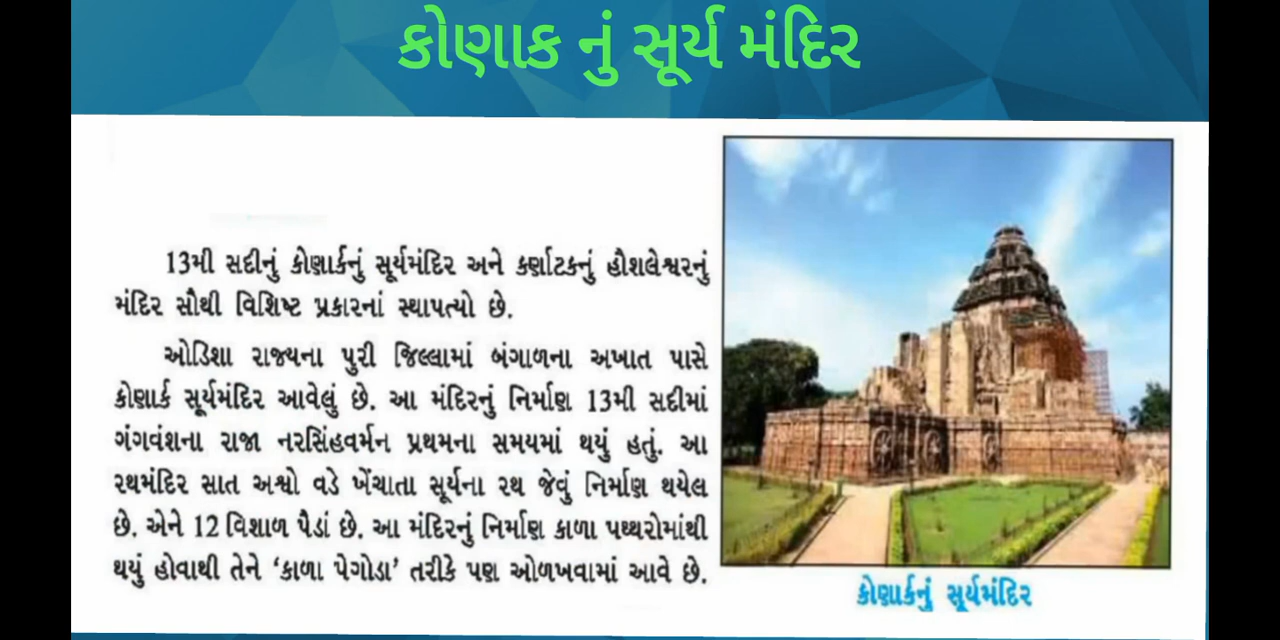 કોણાક નું સૂર્ય મંદિર
13મી સદીનું કોણાર્કનું સૂર્યમંદિર અને કર્ણાટકનું હૌશલેશ્વરનું
મંદિર સૌથી વિશિષ્ટ પ્રકારનાં સ્થાપત્યો છે.
ઓડિશા રાજ્યના પુરી જિલ્લામાં બંગાળના અખાત પાસે
કોણાર્ક સૂર્યમંદિર આવેલું છે. આ મંદિરનું નિર્માણ 13મી સદીમાં
ગંગવંશના રાજા નરસિંહવર્મન પ્રથમના સમયમાં થયું હતું. આ
રથમંદિર સાત અશ્વો વડે ખેંચાતા સૂર્યના રથ જેવું નિર્માણ થયેલ
છે. એને 12 વિશાળ પૈડાં છે. આ મંદિરનું નિર્માણ કાળા પથ્થરોમાંથી
થયું હોવાથી તેને ‘કાળા પેગોડા’ તરીકે પણ ઓળખવામાં આવે છે.
કોણાર્કનું સૂર્યમંદિર